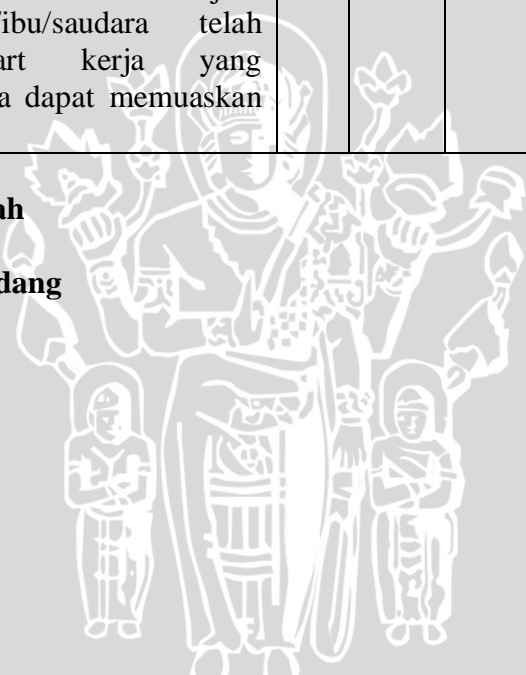 /ibu/saudara telah
art kerja yang
a dapat memuaskan
ah
dang